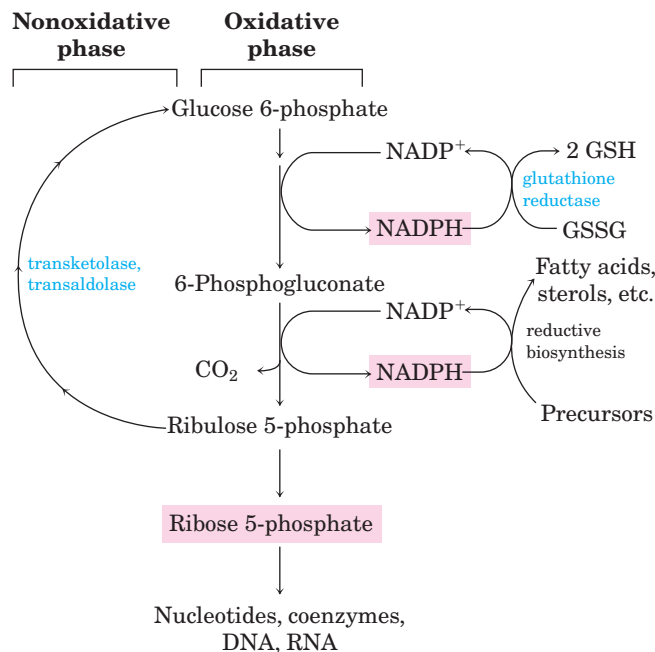 Nonoxidative
phase
Oxidative
phase
Glucose 6-phosphate
NADP⁺
2 GSH
glutathione
reductase
NADPH
GSSG
transketolase,
transaldolase
6-Phosphogluconate
Fatty acids,
sterols, etc.
NADP⁺
reductive
biosynthesis
CO₂
NADPH
Precursors
Ribulose 5-phosphate
Ribose 5-phosphate
Nucleotides, coenzymes,
DNA, RNA